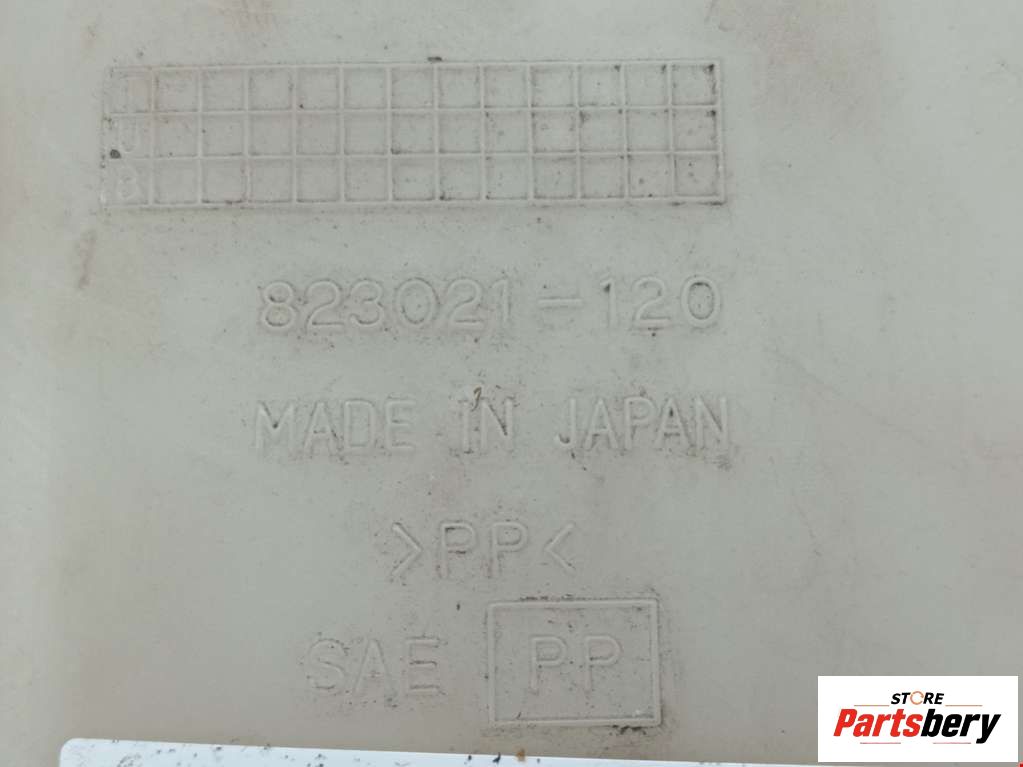 823021-120
MADE IN JAPAN
>PP<
SAE PP
STORE
Partsbery